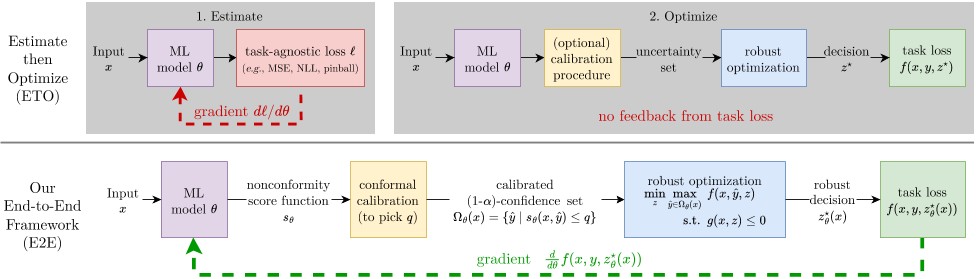 Estimate
then
Optimize
(ETO)
1. Estimate
Input
x
ML
model θ
task-agnostic loss ℓ
(e.g., MSE, NLL, pinball)
gradient dℓ/dθ
2. Optimize
Input
x
ML
model θ
(optional)
calibration
procedure
uncertainty
set
robust
optimization
decision
z⋆
task loss
f(x, y, z⋆)
no feedback from task loss
Our
End-to-End
Framework
(E2E)
Input
x
ML
model θ
nonconformity
score function
sθ
conformal
calibration
(to pick q)
calibrated
(1-α)-confidence set
Ωθ(x) = {ŷ | sθ(x, ŷ) ≤ q}
robust optimization
min z max ŷ∈Ωθ(x) f(x, ŷ, z)
s.t. g(x, z) ≤ 0
robust
decision
z⋆θ(x)
task loss
f(x, y, z⋆θ(x))
gradient d/dθ f(x, y, z⋆θ(x))